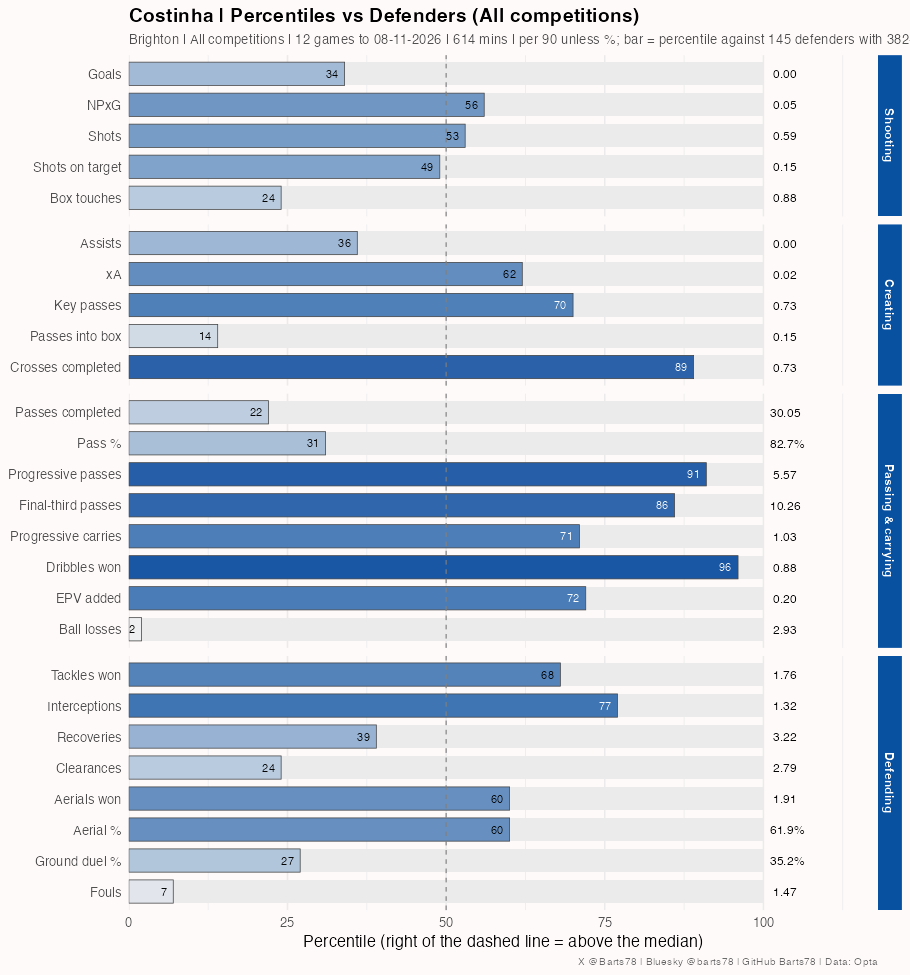 Costinha | Percentiles vs Defenders (All competitions)
Brighton | All competitions | 12 games to 08-11-2026 | 614 mins | per 90 unless %; bar = percentile against 145 defenders with 382
Goals 34 0.00
NPxG 56 0.05
Shots 53 0.59
Shots on target 49 0.15
Box touches 24 0.88
Shooting
Assists 36 0.00
xA 62 0.02
Key passes 70 0.73
Passes into box 14 0.15
Crosses completed 89 0.73
Creating
Passes completed 22 30.05
Pass % 31 82.7%
Progressive passes 91 5.57
Final-third passes 86 10.26
Progressive carries 71 1.03
Dribbles won 96 0.88
EPV added 72 0.20
Ball losses 2 2.93
Passing & carrying
Tackles won 68 1.76
Interceptions 77 1.32
Recoveries 39 3.22
Clearances 24 2.79
Aerials won 60 1.91
Aerial % 60 61.9%
Ground duel % 27 35.2%
Fouls 7 1.47
Defending
0 25 50 75 100
Percentile (right of the dashed line = above the median)
X @Barts78 | Bluesky @barts78 | GitHub Barts78 | Data: Opta